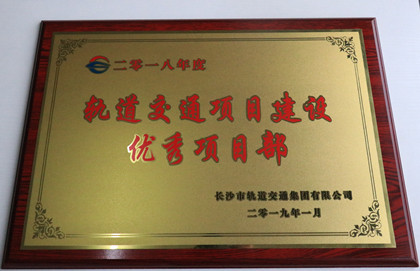 二零一八年度
轨道交通项目建设
优秀项目部
长沙市轨道交通集团有限公司
二零一九年一月